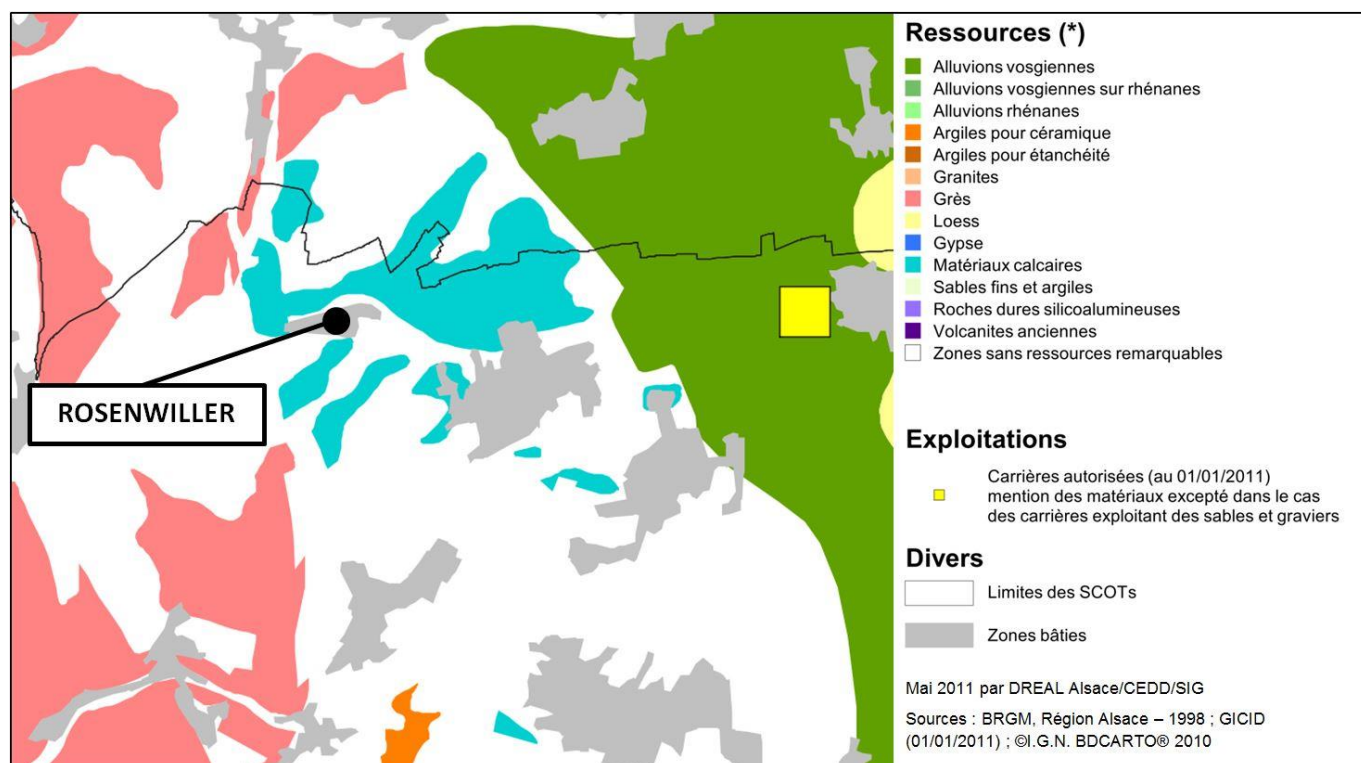 ROSENWILLER
Ressources (*)
Alluvions vosgiennes
Alluvions vosgiennes sur rhénanes
Alluvions rhénanes
Argiles pour céramique
Argiles pour étanchéité
Granites
Grès
Loess
Gypse
Matériaux calcaires
Sables fins et argiles
Roches dures silicoalumineuses
Volcanites anciennes
Zones sans ressources remarquables
Exploitations
Carrières autorisées (au 01/01/2011)
mention des matériaux excepté dans le cas
des carrières exploitant des sables et graviers
Divers
Limites des SCOTs
Zones bâties
Mai 2011 par DREAL Alsace/CEDD/SIG
Sources : BRGM, Région Alsace – 1998 ; GICID
(01/01/2011) ; ©I.G.N. BDCARTO® 2010